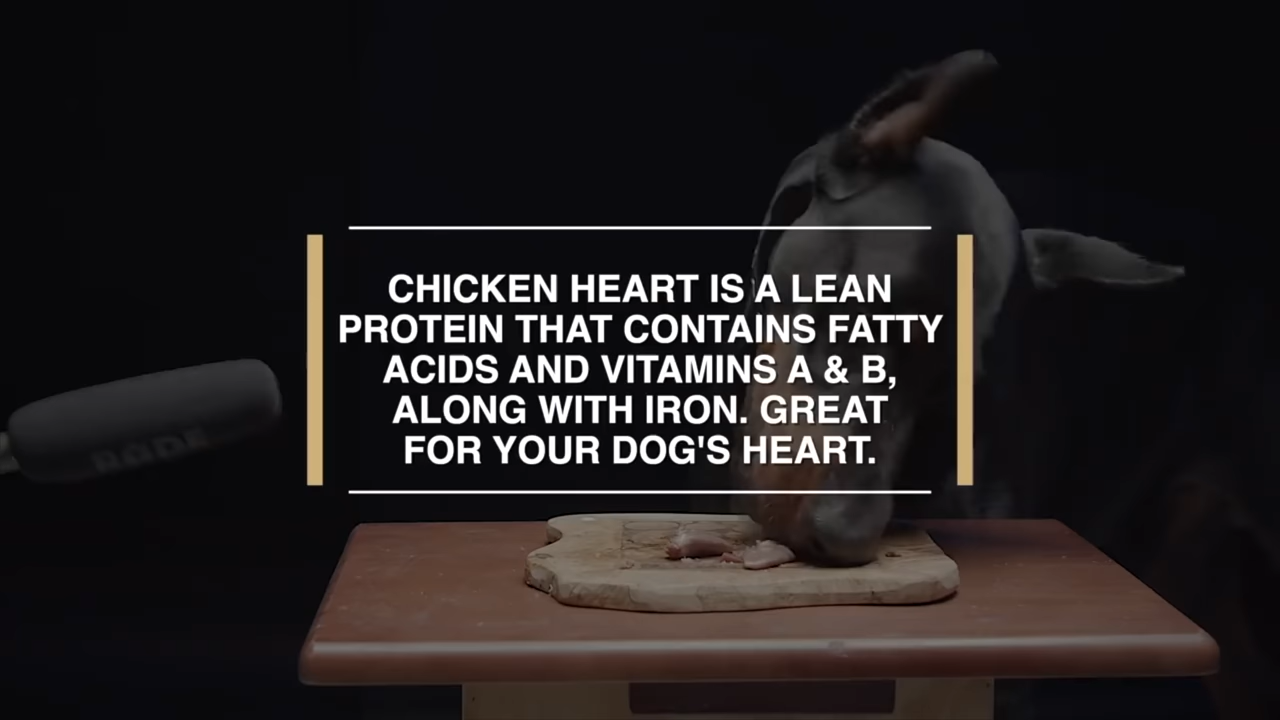 CHICKEN HEART IS A LEAN
PROTEIN THAT CONTAINS FATTY
ACIDS AND VITAMINS A & B,
ALONG WITH IRON. GREAT
FOR YOUR DOG'S HEART.
RØDE